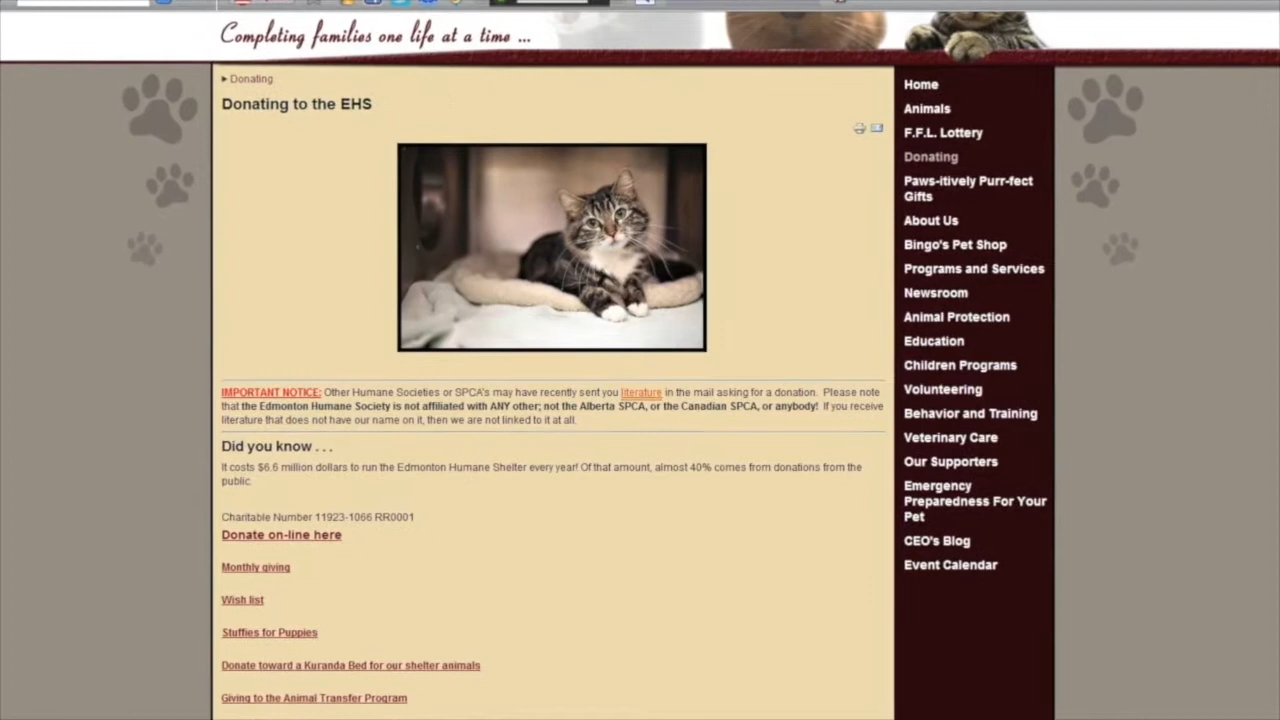 Completing families one life at a time ...
Donating
Donating to the EHS
IMPORTANT NOTICE: Other Humane Societies or SPCA's may have recently sent you literature in the mail asking for a donation. Please note
that the Edmonton Humane Society is not affiliated with ANY other; not the Alberta SPCA, or the Canadian SPCA, or anybody! If you receive
literature that does not have our name on it, then we are not linked to it at all.
Did you know . . .
It costs $6.6 million dollars to run the Edmonton Humane Shelter every year! Of that amount, almost 40% comes from donations from the
public.
Charitable Number 11923-1066 RR0001
Donate on-line here
Monthly giving
Wish list
Stuffies for Puppies
Donate toward a Kuranda Bed for our shelter animals
Giving to the Animal Transfer Program
Home
Animals
F.F.L. Lottery
Donating
Paws-itively Purr-fect
Gifts
About Us
Bingo's Pet Shop
Programs and Services
Newsroom
Animal Protection
Education
Children Programs
Volunteering
Behavior and Training
Veterinary Care
Our Supporters
Emergency
Preparedness For Your
Pet
CEO's Blog
Event Calendar